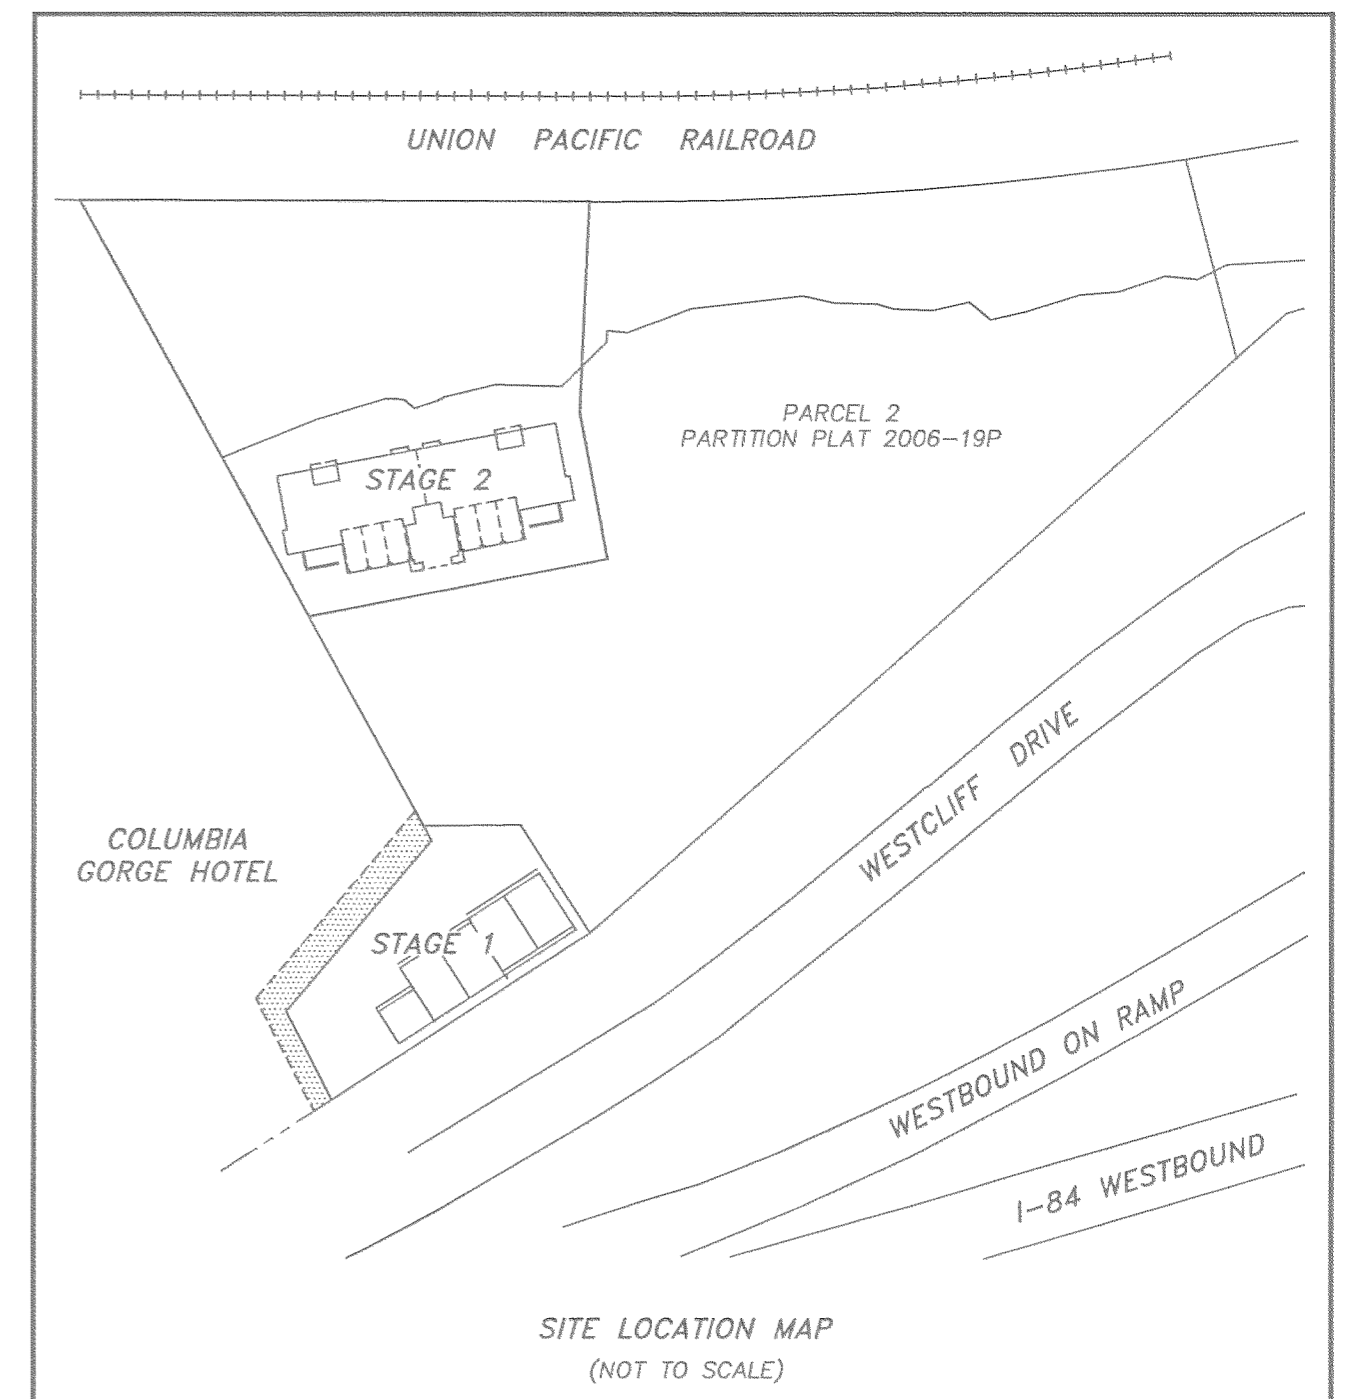 UNION PACIFIC RAILROAD
PARCEL 2
PARTITION PLAT 2006-19P
STAGE 2
WESTCLIFF DRIVE
COLUMBIA
GORGE HOTEL
STAGE 1
WESTBOUND ON RAMP
I-84 WESTBOUND
SITE LOCATION MAP
(NOT TO SCALE)